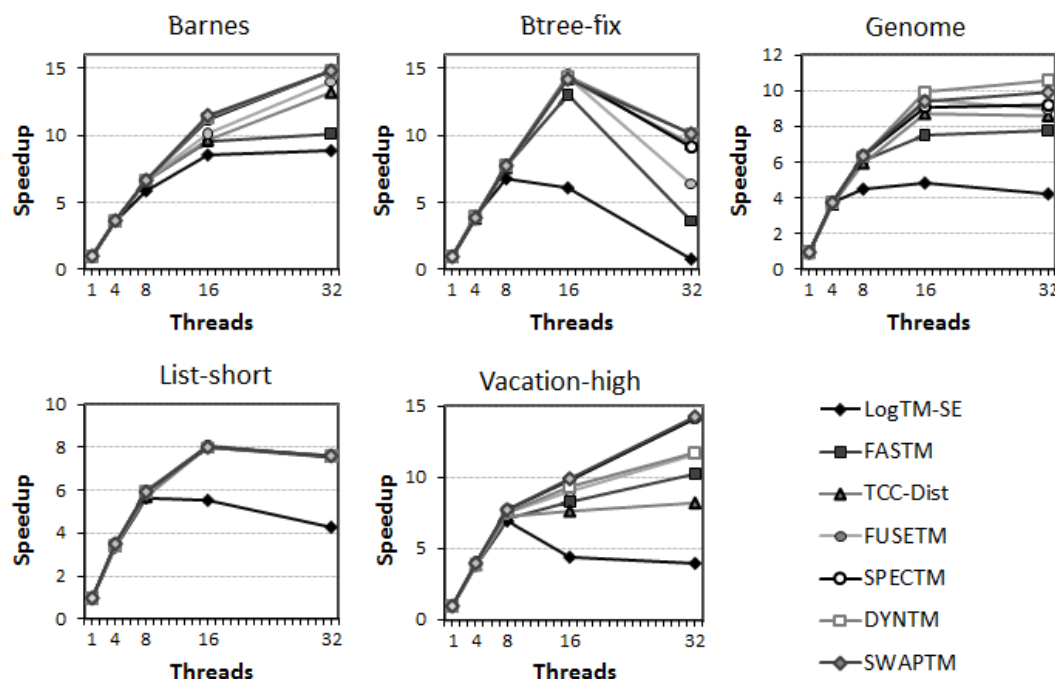 Barnes
Btree-fix
Genome
Speedup
15
10
5
0
1 4 8 16 32
Threads
Speedup
15
10
5
0
1 4 8 16 32
Threads
Speedup
12
10
8
6
4
2
0
1 4 8 16 32
Threads
List-short
Vacation-high
Speedup
10
8
6
4
2
0
1 4 8 16 32
Threads
Speedup
15
10
5
0
1 4 8 16 32
Threads
LogTM-SE
FASTM
TCC-Dist
FUSETM
SPECTM
DYNTM
SWAPTM